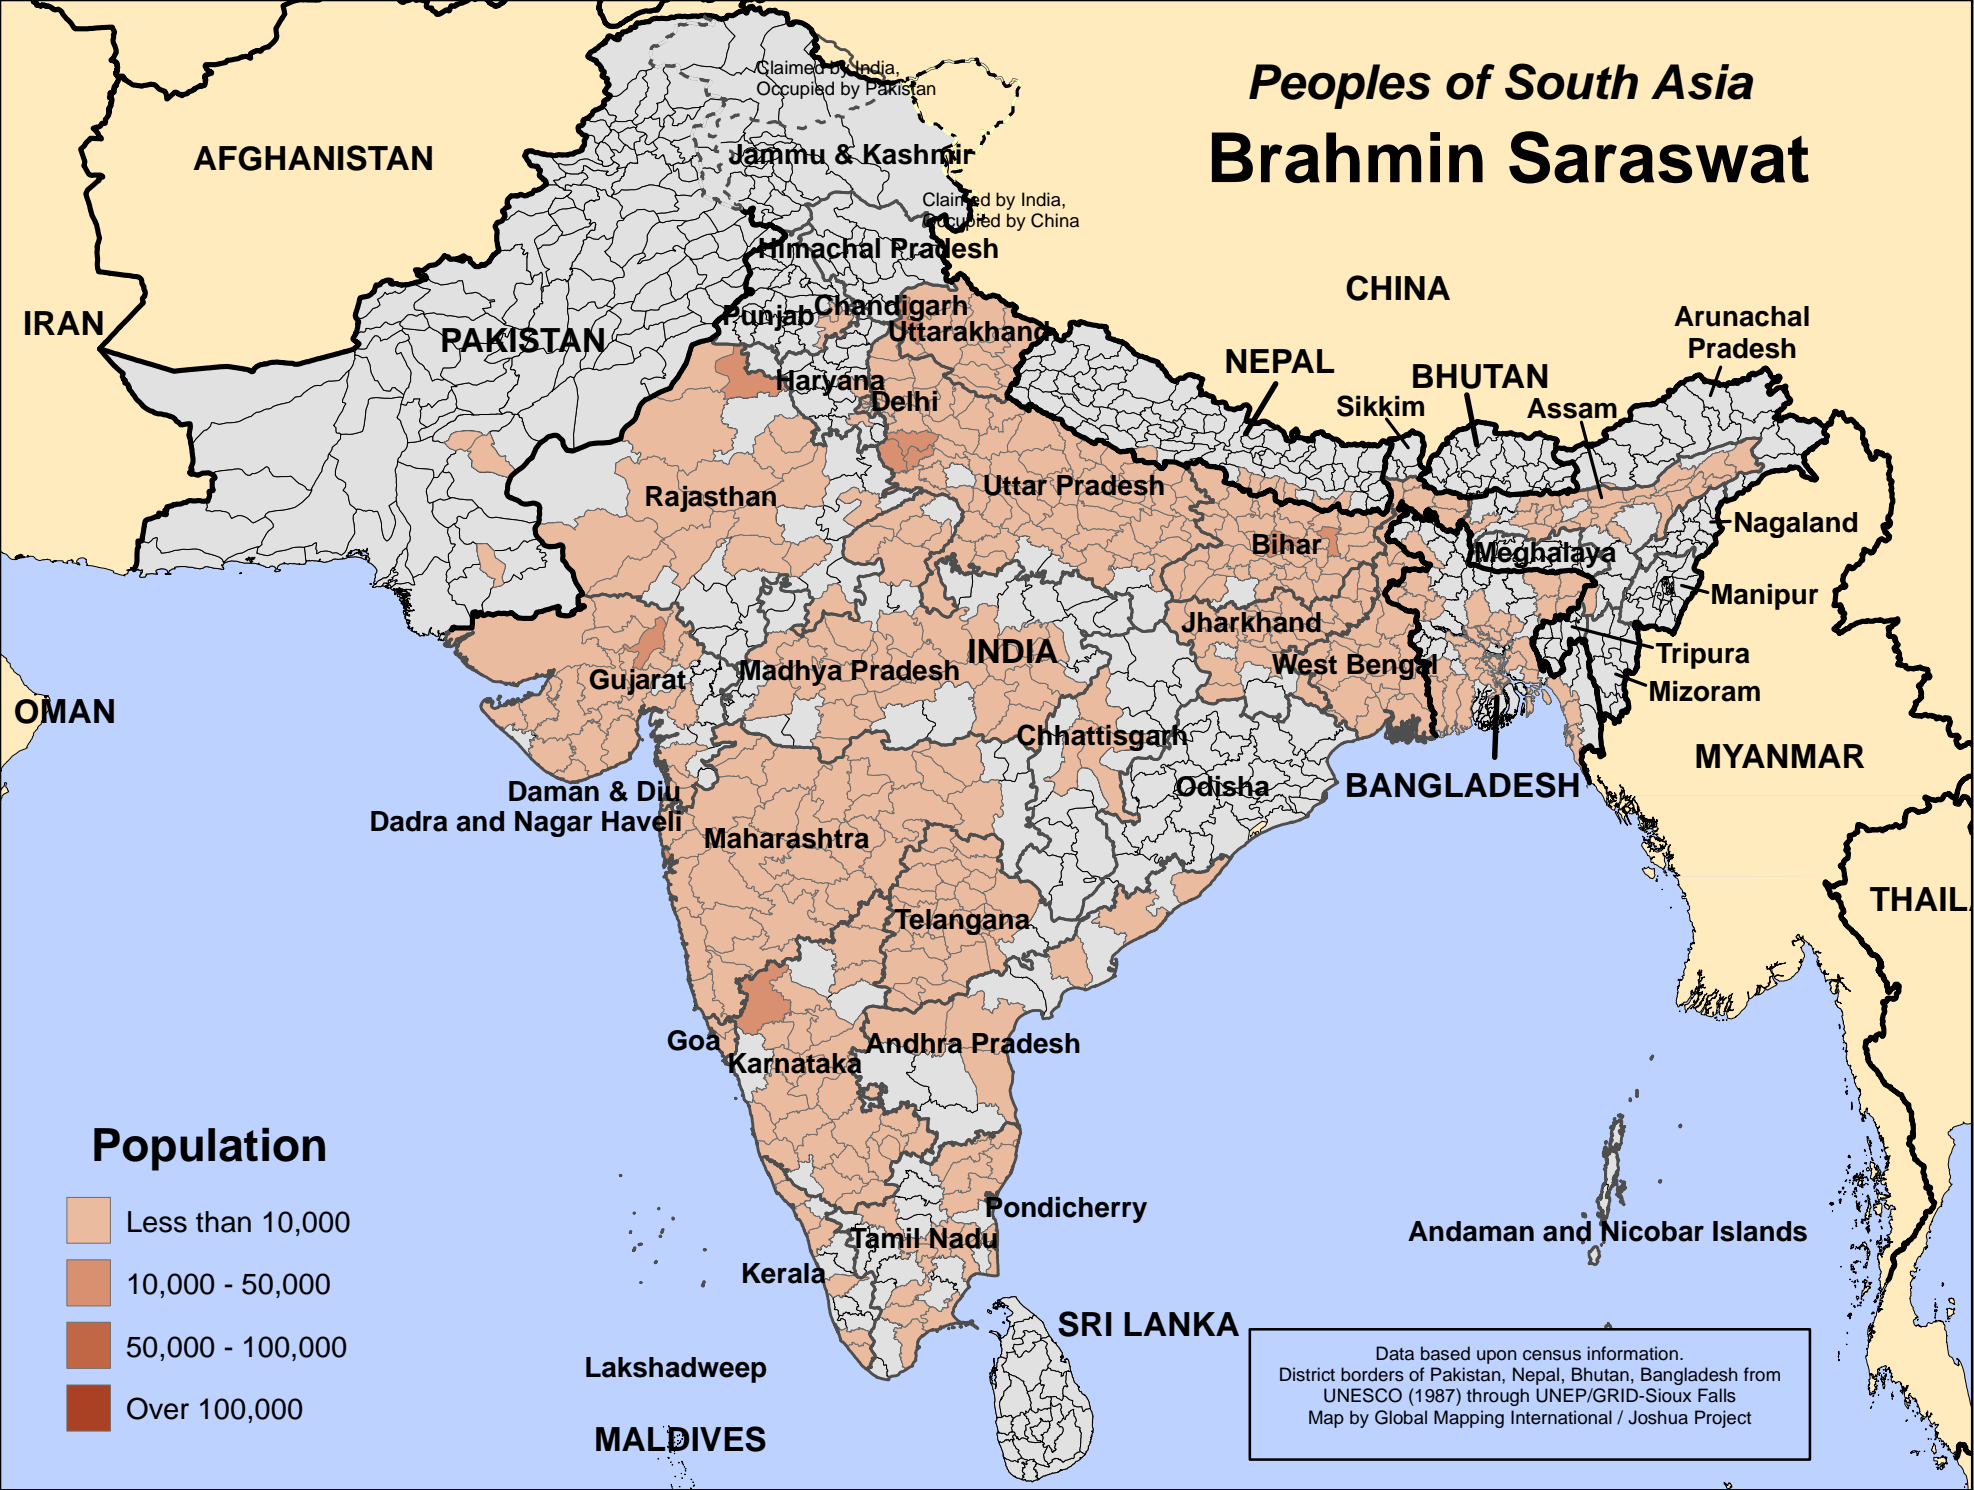 Peoples of South Asia
Brahmin Saraswat
Claimed by India,
Occupied by Pakistan
AFGHANISTAN
Jammu & Kashmir
Claimed by India,
Occupied by China
Himachal Pradesh
CHINA
IRAN
PAKISTAN
Punjab
Chandigarh
Uttarakhand
Arunachal
Pradesh
NEPAL
BHUTAN
Haryana
Delhi
Sikkim
Assam
Rajasthan
Uttar Pradesh
Nagaland
Bihar
Meghalaya
Manipur
Jharkhand
INDIA
Tripura
West Bengal
Madhya Pradesh
Gujarat
Mizoram
OMAN
Chhattisgarh
MYANMAR
Odisha
BANGLADESH
Daman & Diu
Dadra and Nagar Haveli
Maharashtra
THAIL
Telangana
Goa
Karnataka
Andhra Pradesh
Pondicherry
Andaman and Nicobar Islands
Tamil Nadu
Kerala
SRI LANKA
Lakshadweep
MALDIVES
Population
Less than 10,000
10,000 - 50,000
50,000 - 100,000
Over 100,000
Data based upon census information.
District borders of Pakistan, Nepal, Bhutan, Bangladesh from
UNESCO (1987) through UNEP/GRID-Sioux Falls
Map by Global Mapping International / Joshua Project